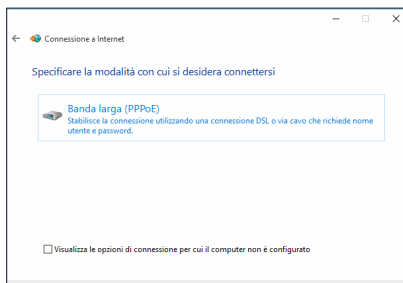 Connessione a Internet
Specificare la modalità con cui si desidera connettersi
Banda larga (PPPoE)
Stabilisce la connessione utilizzando una connessione DSL o via cavo che richiede nome
utente e password.
Visualizza le opzioni di connessione per cui il computer non è configurato